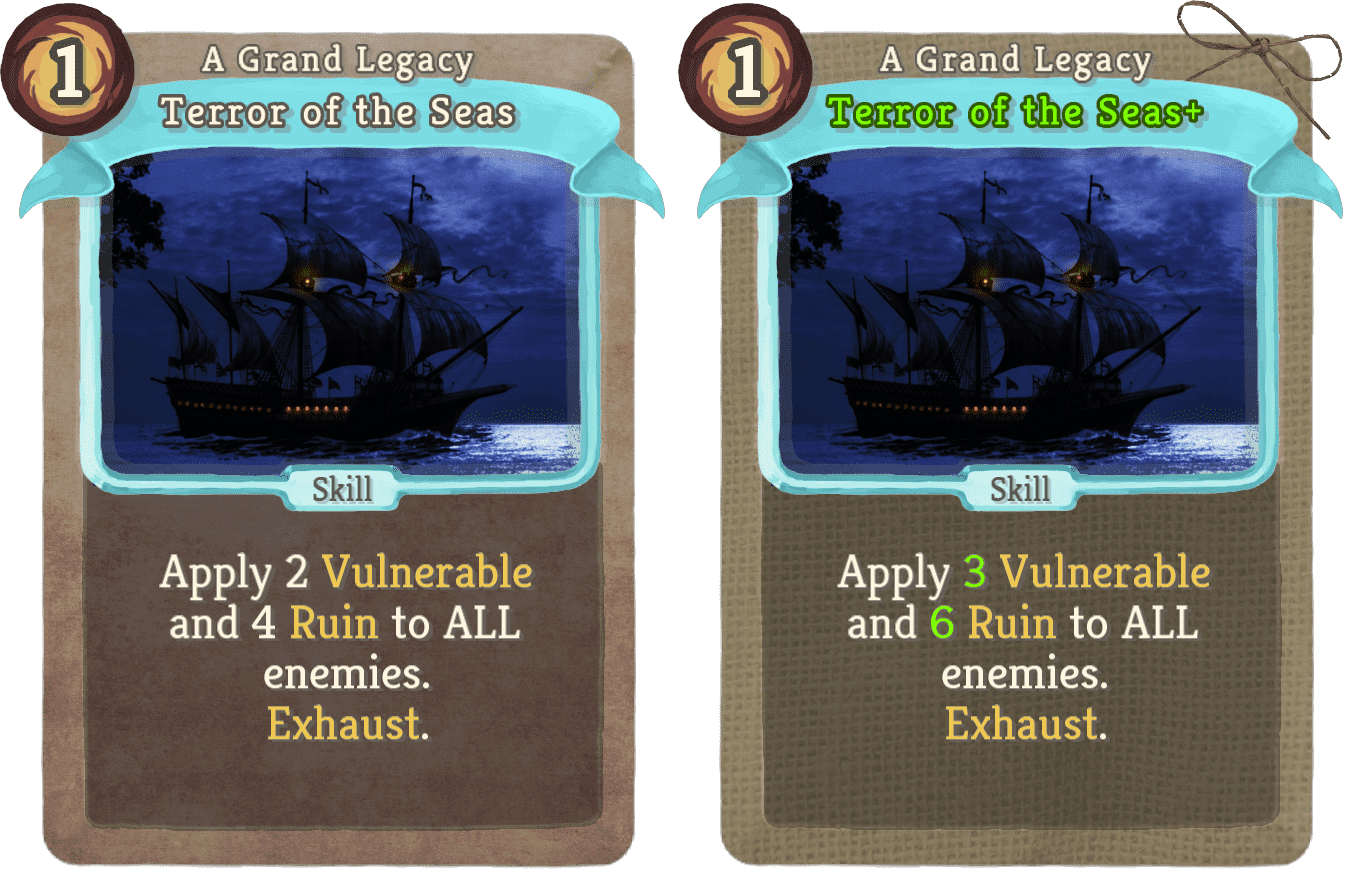 1
A Grand Legacy
Terror of the Seas
Skill
Apply 2 Vulnerable
and 4 Ruin to ALL
enemies.
Exhaust.
1
A Grand Legacy
Terror of the Seas+
Skill
Apply 3 Vulnerable
and 6 Ruin to ALL
enemies.
Exhaust.